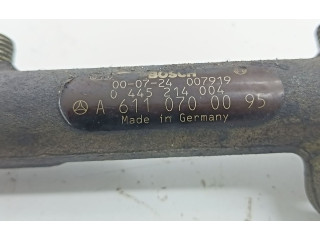 BOSCH
00-07-24 007919
0 445 214 004
A 611 070 00 95
Made in Germany